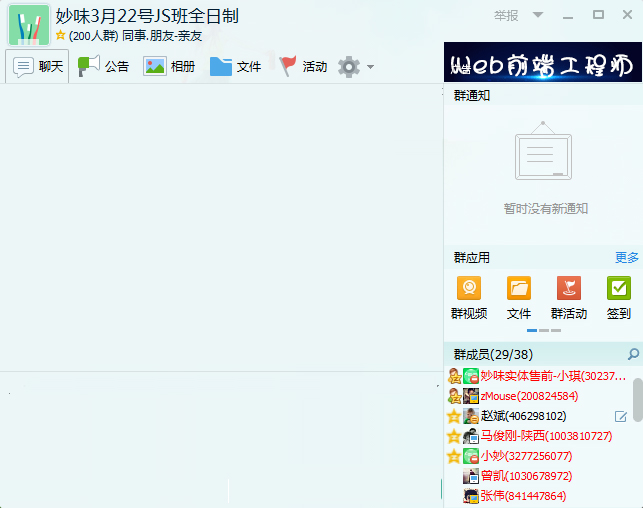 妙味3月22号JS班全日制
举报
(200人群) 同事.朋友-亲友
聊天
公告
相册
文件
活动
Web前端工程师
群通知
暂时没有新通知
群应用
更多
群视频
文件
群活动
签到
群成员(29/38)
妙味实体售前-小琪(30237...
zMouse(200824584)
赵斌(406298102)
马俊刚-陕西(1003810727)
小妙(3277256077)
曾凯(1030678972)
张伟(841447864)